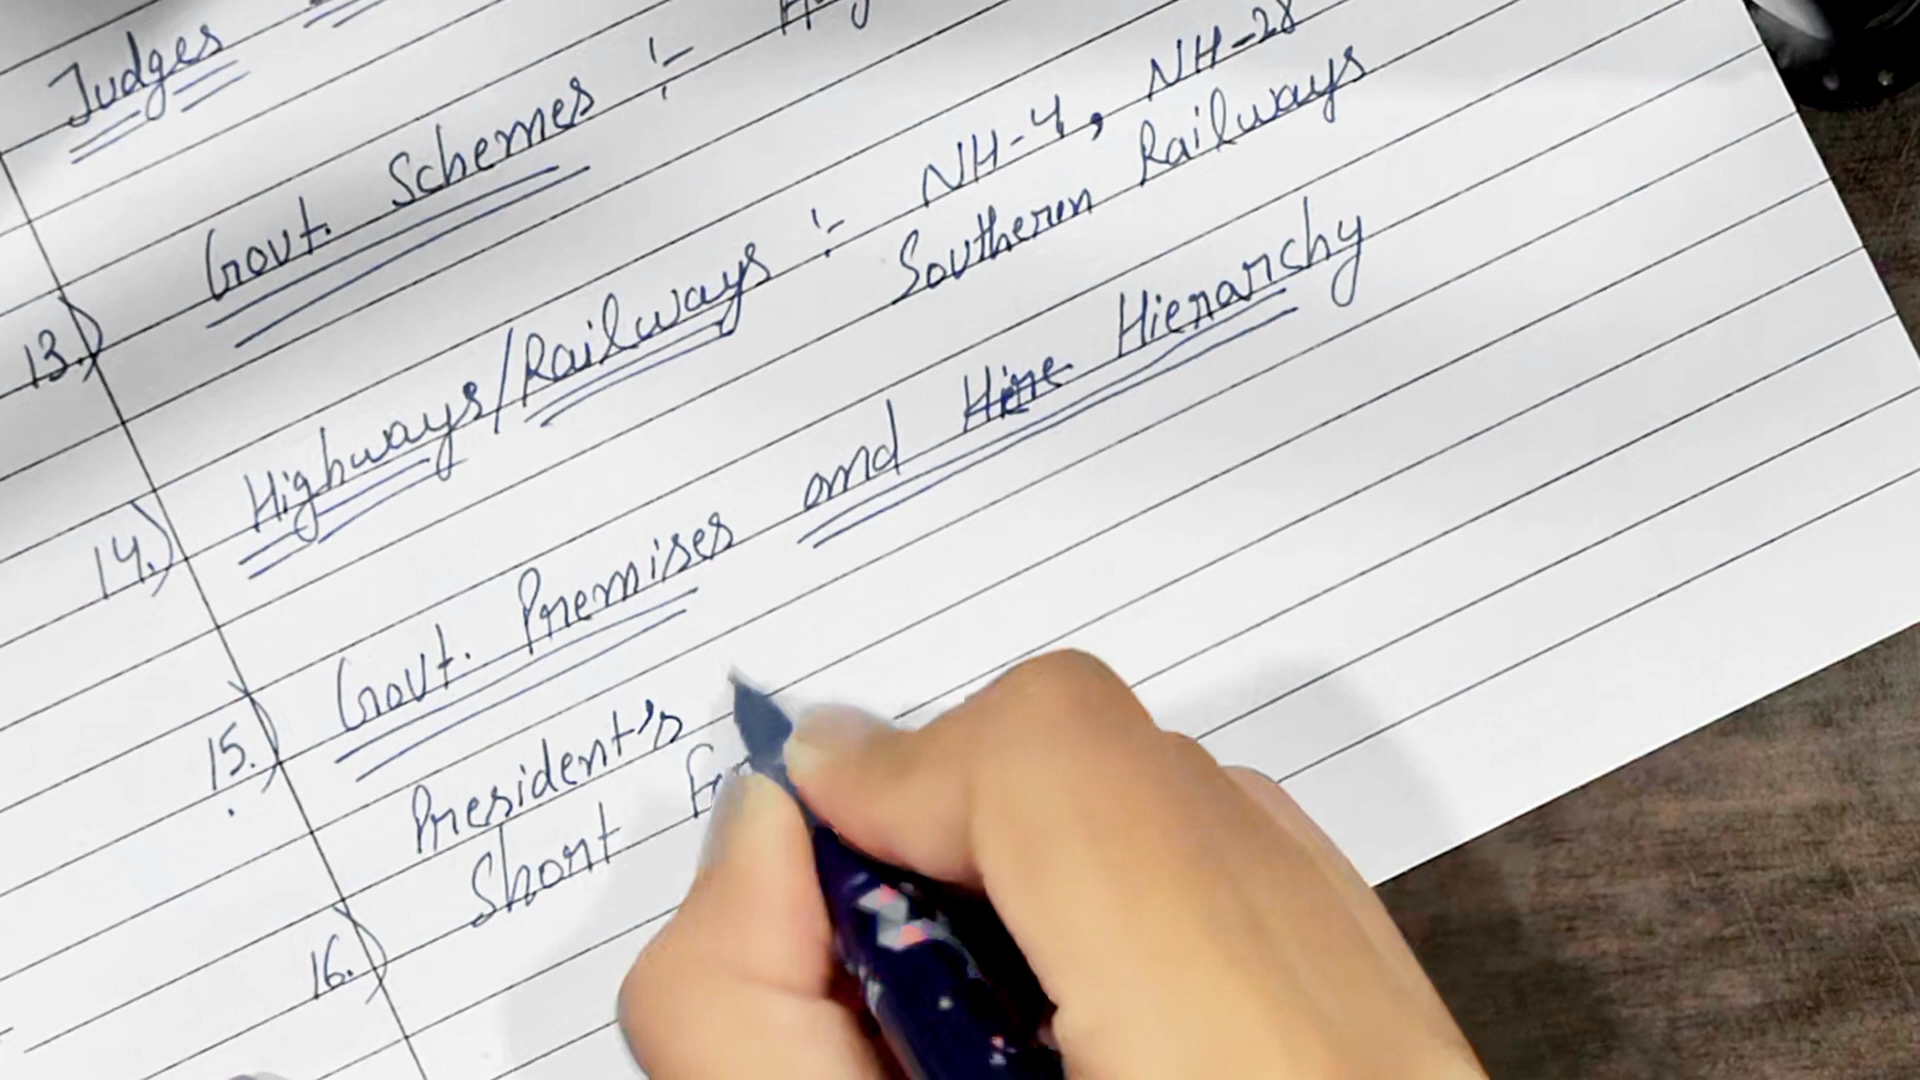 Judges
13.) Govt. Schemes :-
14.) Highways/Railways :- NH-4, NH-28
Southern Railways
15.) Govt. Premises and Hierarchy
President's
16.) Short